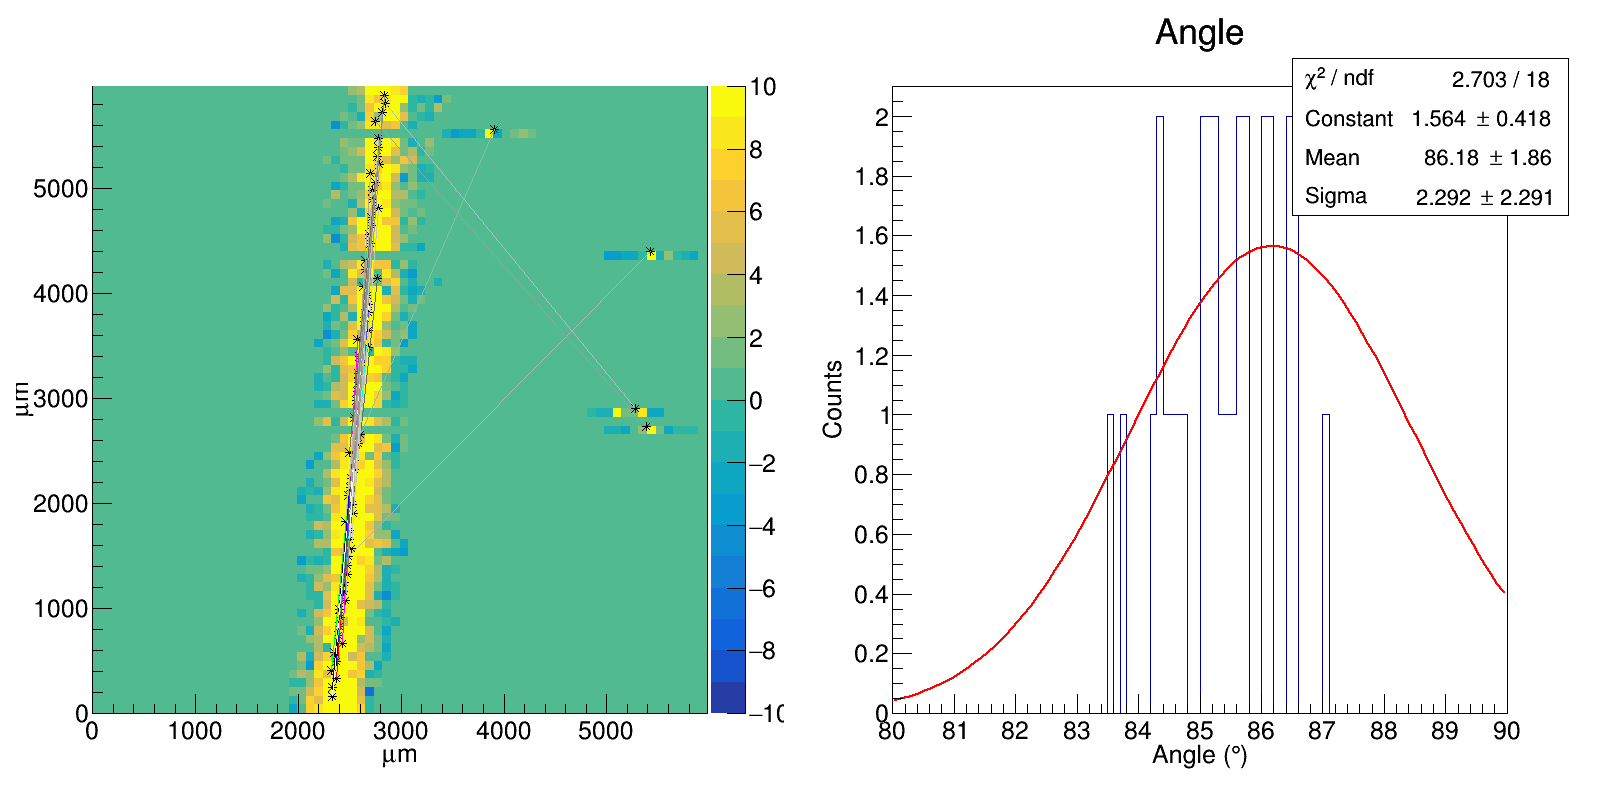 Angle
χ² / ndf 2.703 / 18
Constant 1.564 ± 0.418
Mean 86.18 ± 1.86
Sigma 2.292 ± 2.291
5000
4000
3000
2000
1000
0
μm
0 1000 2000 3000 4000 5000
μm
10
8
6
4
2
0
−2
−4
−6
−8
−10
2
1.8
1.6
1.4
1.2
1
0.8
0.6
0.4
0.2
0
Counts
80 81 82 83 84 85 86 87 88 89 90
Angle (°)